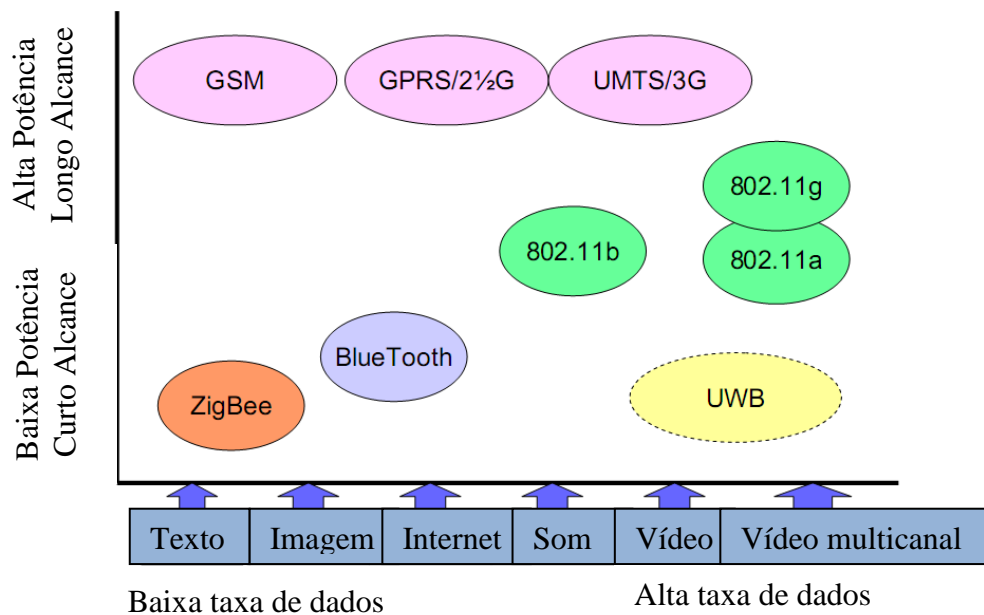 Alta Potência
Longo Alcance
Baixa Potência
Curto Alcance
GSM
GPRS/2½G
UMTS/3G
802.11g
802.11b
802.11a
BlueTooth
ZigBee
UWB
Texto
Imagem
Internet
Som
Vídeo
Vídeo multicanal
Baixa taxa de dados
Alta taxa de dados